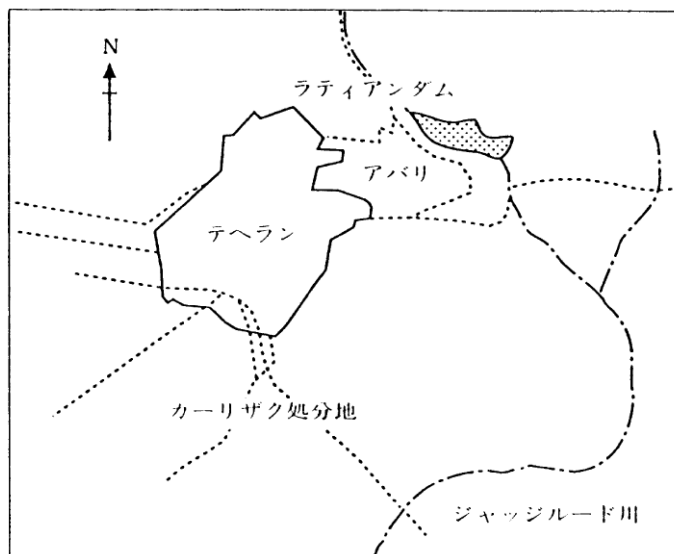 N
ラティアンダム
アバリ
テヘラン
カーリザク処分地
ジャッジルード川